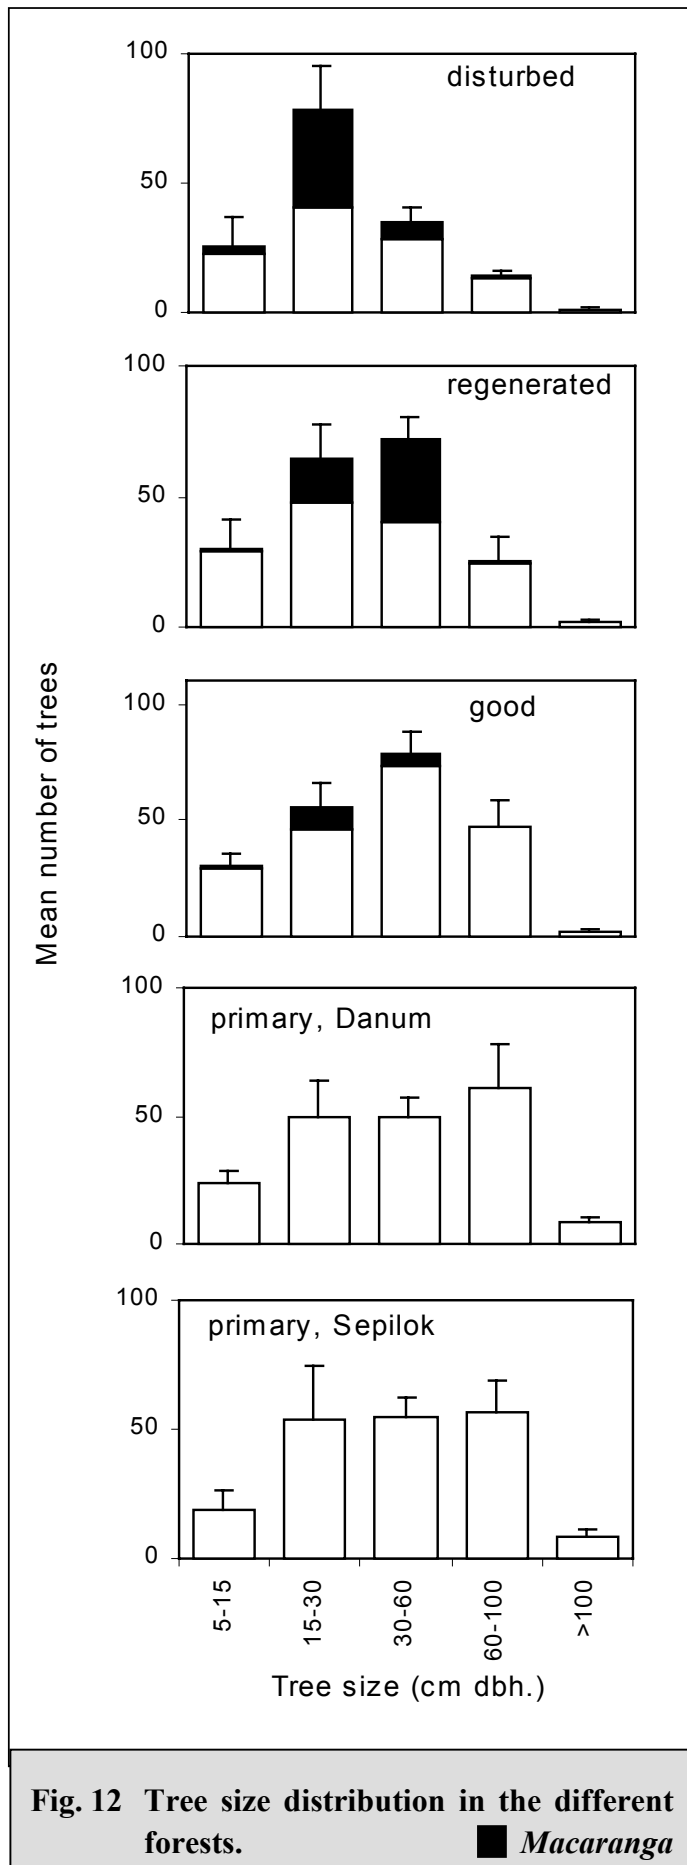 100
disturbed
50
0
100
regenerated
50
0
Mean number of trees
100
good
50
0
100
primary, Danum
50
0
100
primary, Sepilok
50
0
5-15
15-30
30-60
60-100
>100
Tree size (cm dbh.)
Fig. 12 Tree size distribution in the different
forests. Macaranga